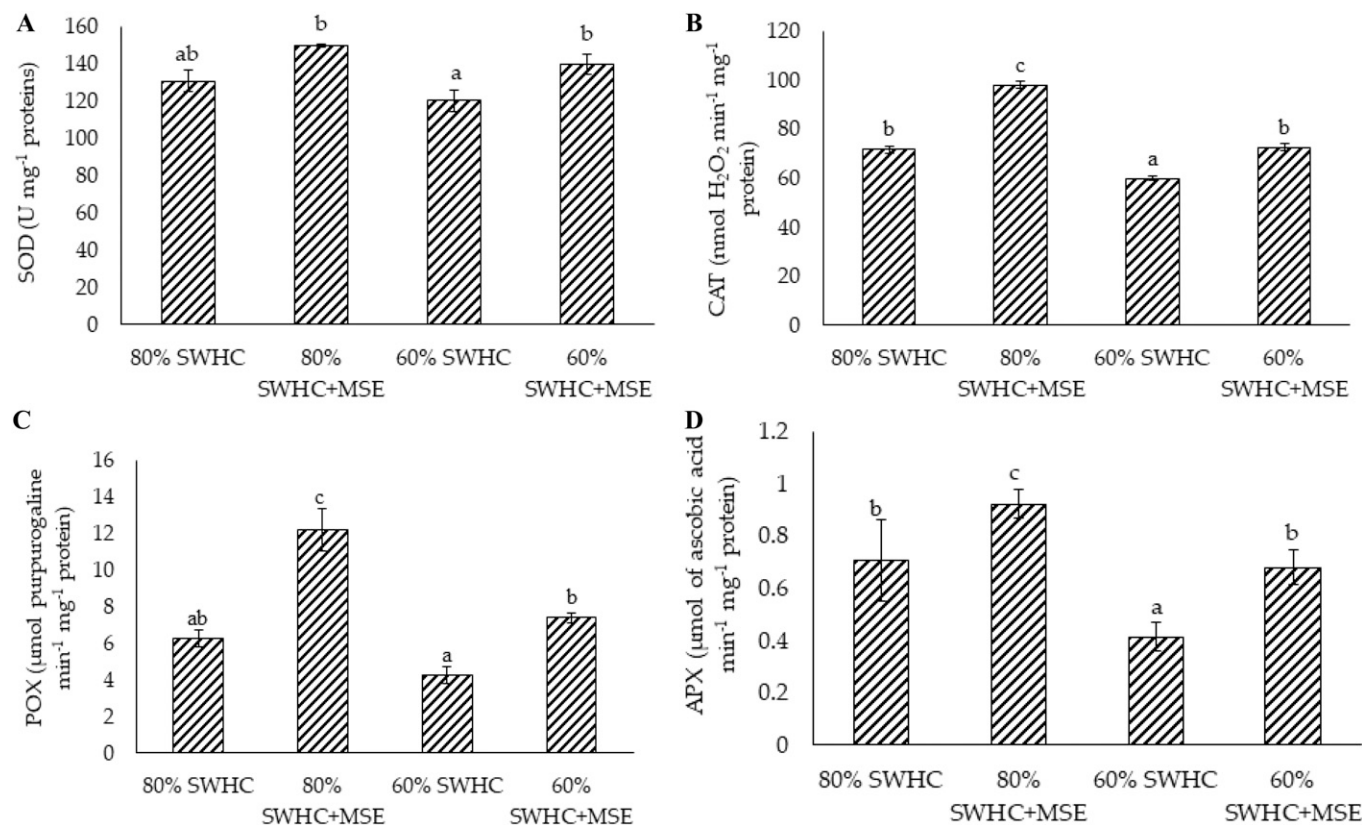 A
SOD (U mg⁻¹ proteins)
160
140
120
100
80
60
40
20
0
ab
b
a
b
80% SWHC
80%
SWHC+MSE
60% SWHC
60%
SWHC+MSE
B
CAT (nmol H₂O₂ min⁻¹ mg⁻¹
protein)
120
100
80
60
40
20
0
b
c
a
b
80% SWHC
80%
SWHC+MSE
60% SWHC
60%
SWHC+MSE
C
POX (µmol purpurogaline
min⁻¹ mg⁻¹ protein)
16
14
12
10
8
6
4
2
0
ab
c
a
b
80% SWHC
80%
SWHC+MSE
60% SWHC
60%
SWHC+MSE
D
APX (µmol of ascobic acid
min⁻¹ mg⁻¹ protein)
1.2
1
0.8
0.6
0.4
0.2
0
b
c
a
b
80% SWHC
80%
SWHC+MSE
60% SWHC
60%
SWHC+MSE